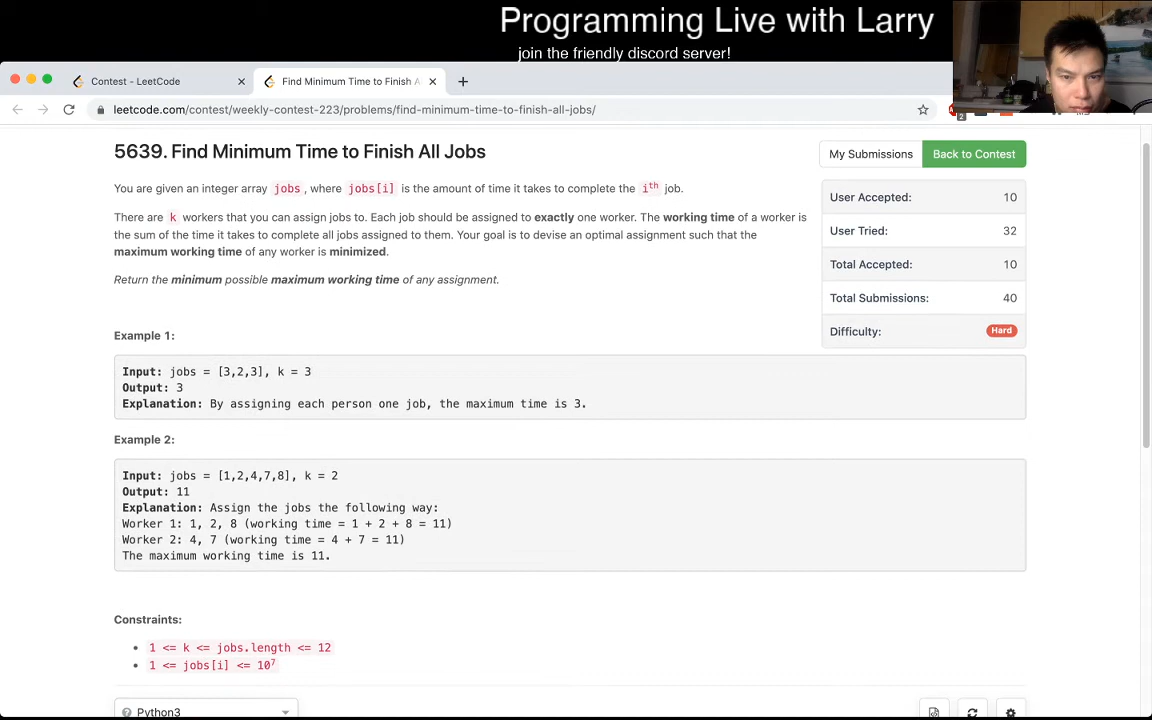 Programming Live with Larry
join the friendly discord server!
Contest - LeetCode
Find Minimum Time to Finish A
leetcode.com/contest/weekly-contest-223/problems/find-minimum-time-to-finish-all-jobs/
2
5639. Find Minimum Time to Finish All Jobs
My Submissions
Back to Contest
You are given an integer array jobs , where jobs[i] is the amount of time it takes to complete the ith job.
There are k workers that you can assign jobs to. Each job should be assigned to exactly one worker. The working time of a worker is
the sum of the time it takes to complete all jobs assigned to them. Your goal is to devise an optimal assignment such that the
maximum working time of any worker is minimized.
Return the minimum possible maximum working time of any assignment.
User Accepted: 10
User Tried: 32
Total Accepted: 10
Total Submissions: 40
Difficulty: Hard
Example 1:
Input: jobs = [3,2,3], k = 3
Output: 3
Explanation: By assigning each person one job, the maximum time is 3.
Example 2:
Input: jobs = [1,2,4,7,8], k = 2
Output: 11
Explanation: Assign the jobs the following way:
Worker 1: 1, 2, 8 (working time = 1 + 2 + 8 = 11)
Worker 2: 4, 7 (working time = 4 + 7 = 11)
The maximum working time is 11.
Constraints:
1 <= k <= jobs.length <= 12
1 <= jobs[i] <= 10⁷
Python3